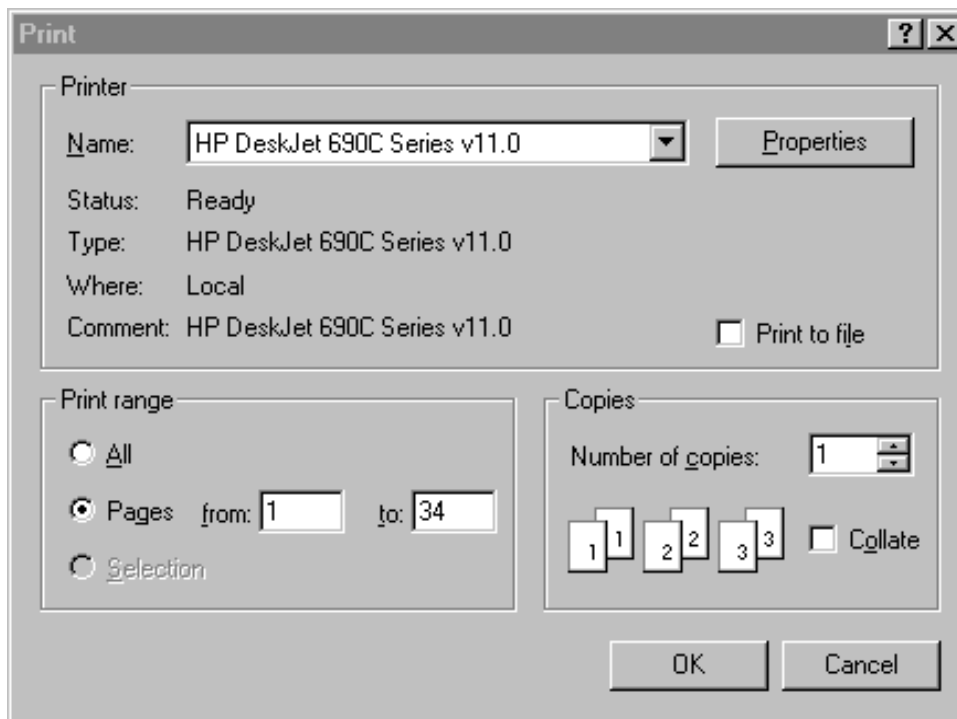 Print
Printer
Name: HP DeskJet 690C Series v11.0 Properties
Status: Ready
Type: HP DeskJet 690C Series v11.0
Where: Local
Comment: HP DeskJet 690C Series v11.0 Print to file
Print range
All
Pages from: 1 to: 34
Selection
Copies
Number of copies: 1
1 1 2 2 3 3 Collate
OK Cancel